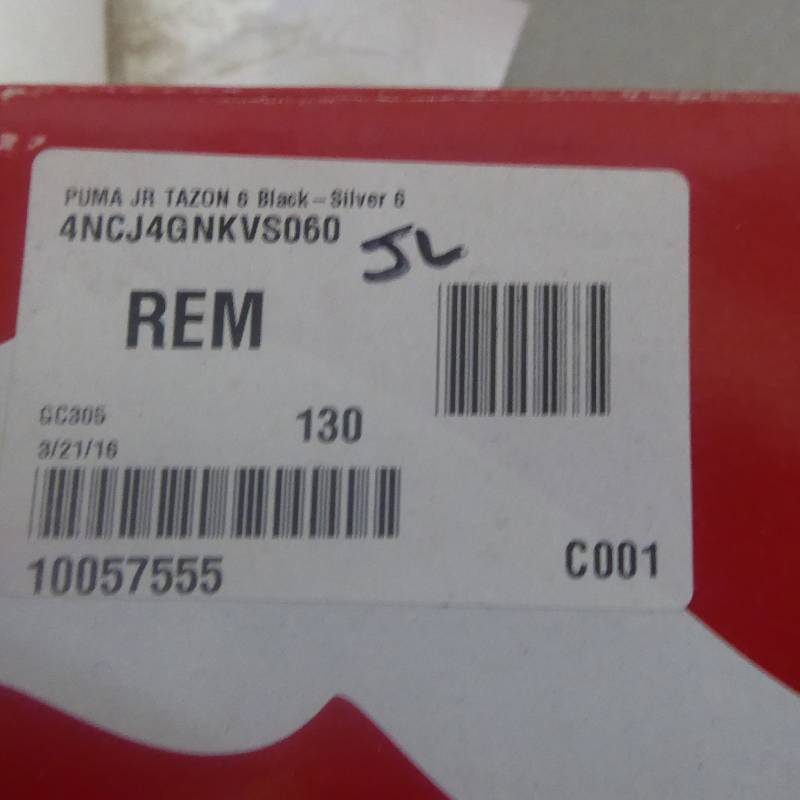 PUMA JR TAZON 6 Black-Silver 6
4NCJ4GNKVS060
JL
REM
GC305
130
3/21/16
10057555
C001